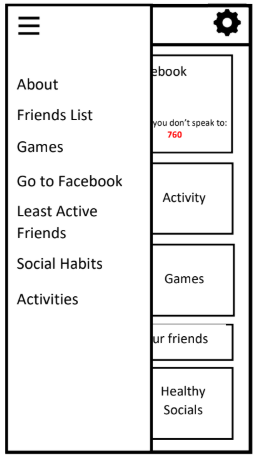 About
Friends List
Games
Go to Facebook
Least Active
Friends
Social Habits
Activities
ebook
you don't speak to:
760
Activity
Games
ur friends
Healthy
Socials